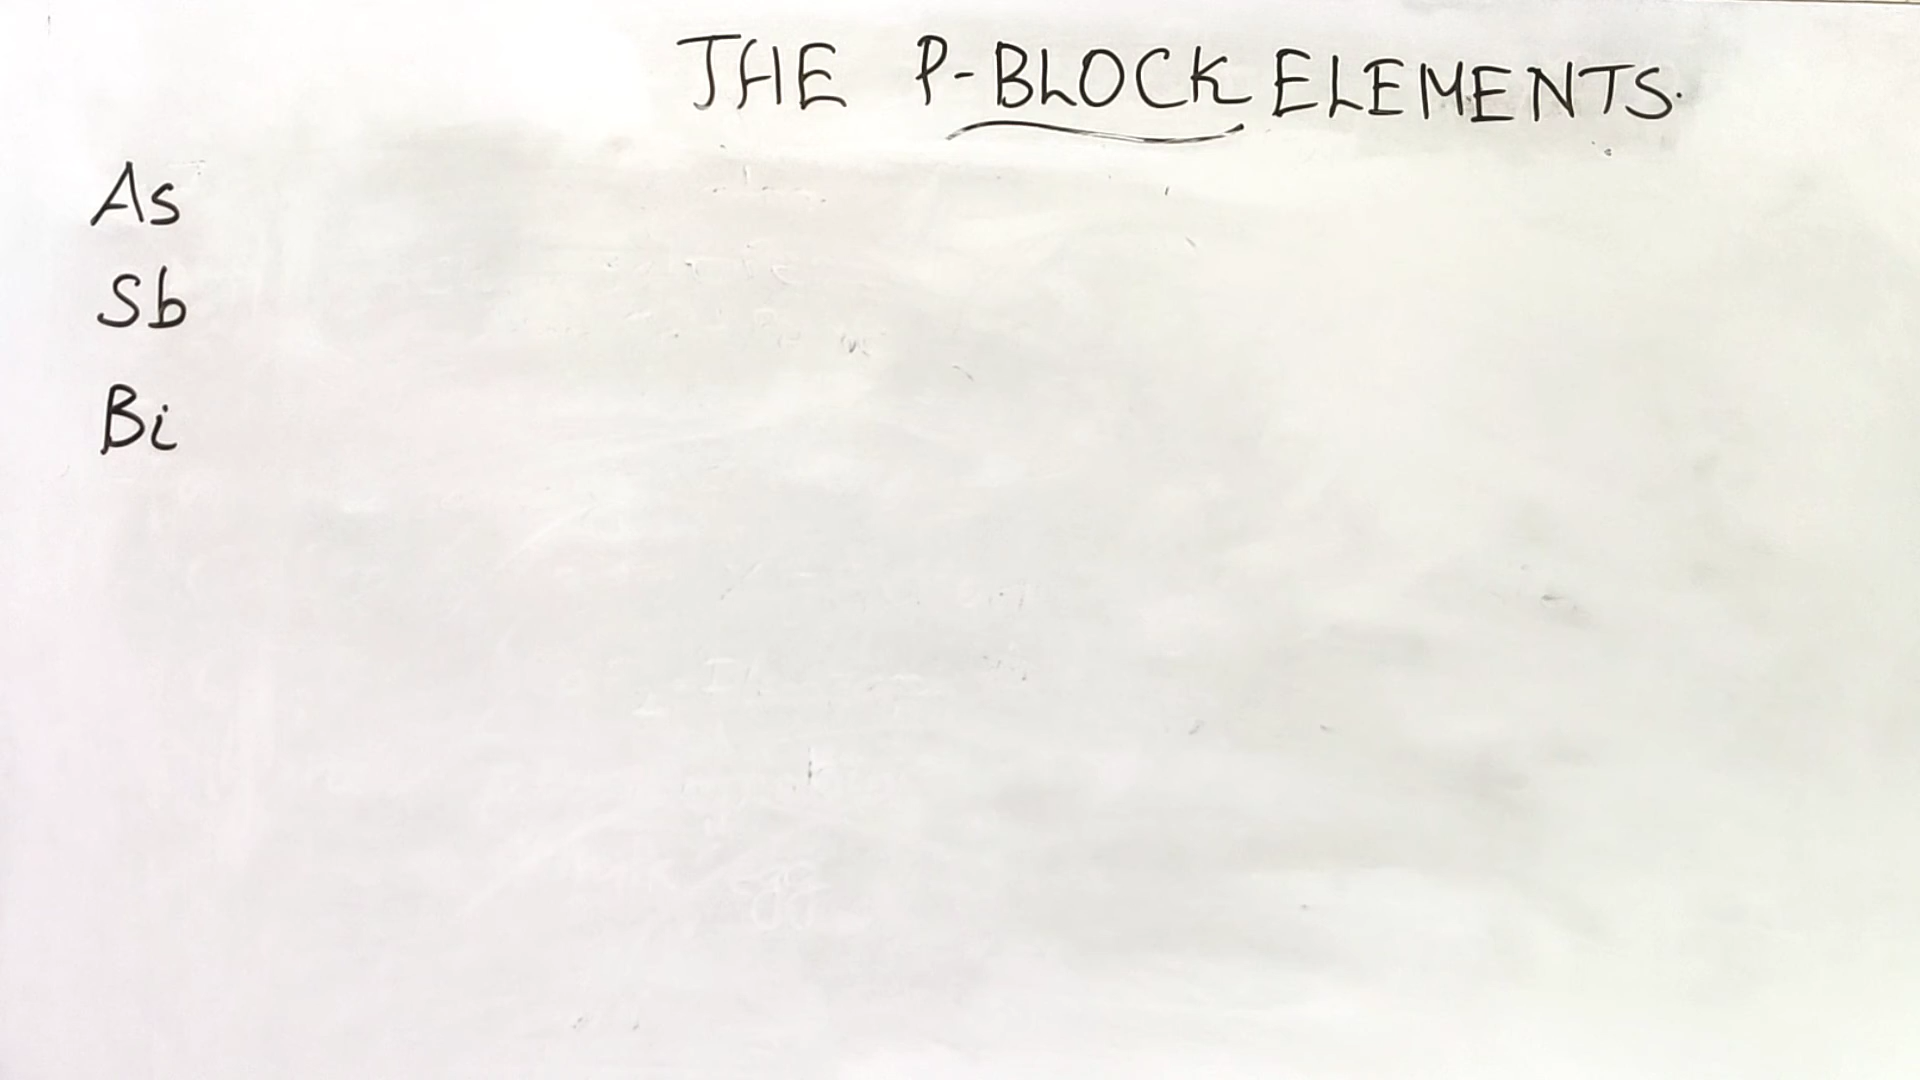 THE P-BLOCK ELEMENTS.
As
Sb
Bi